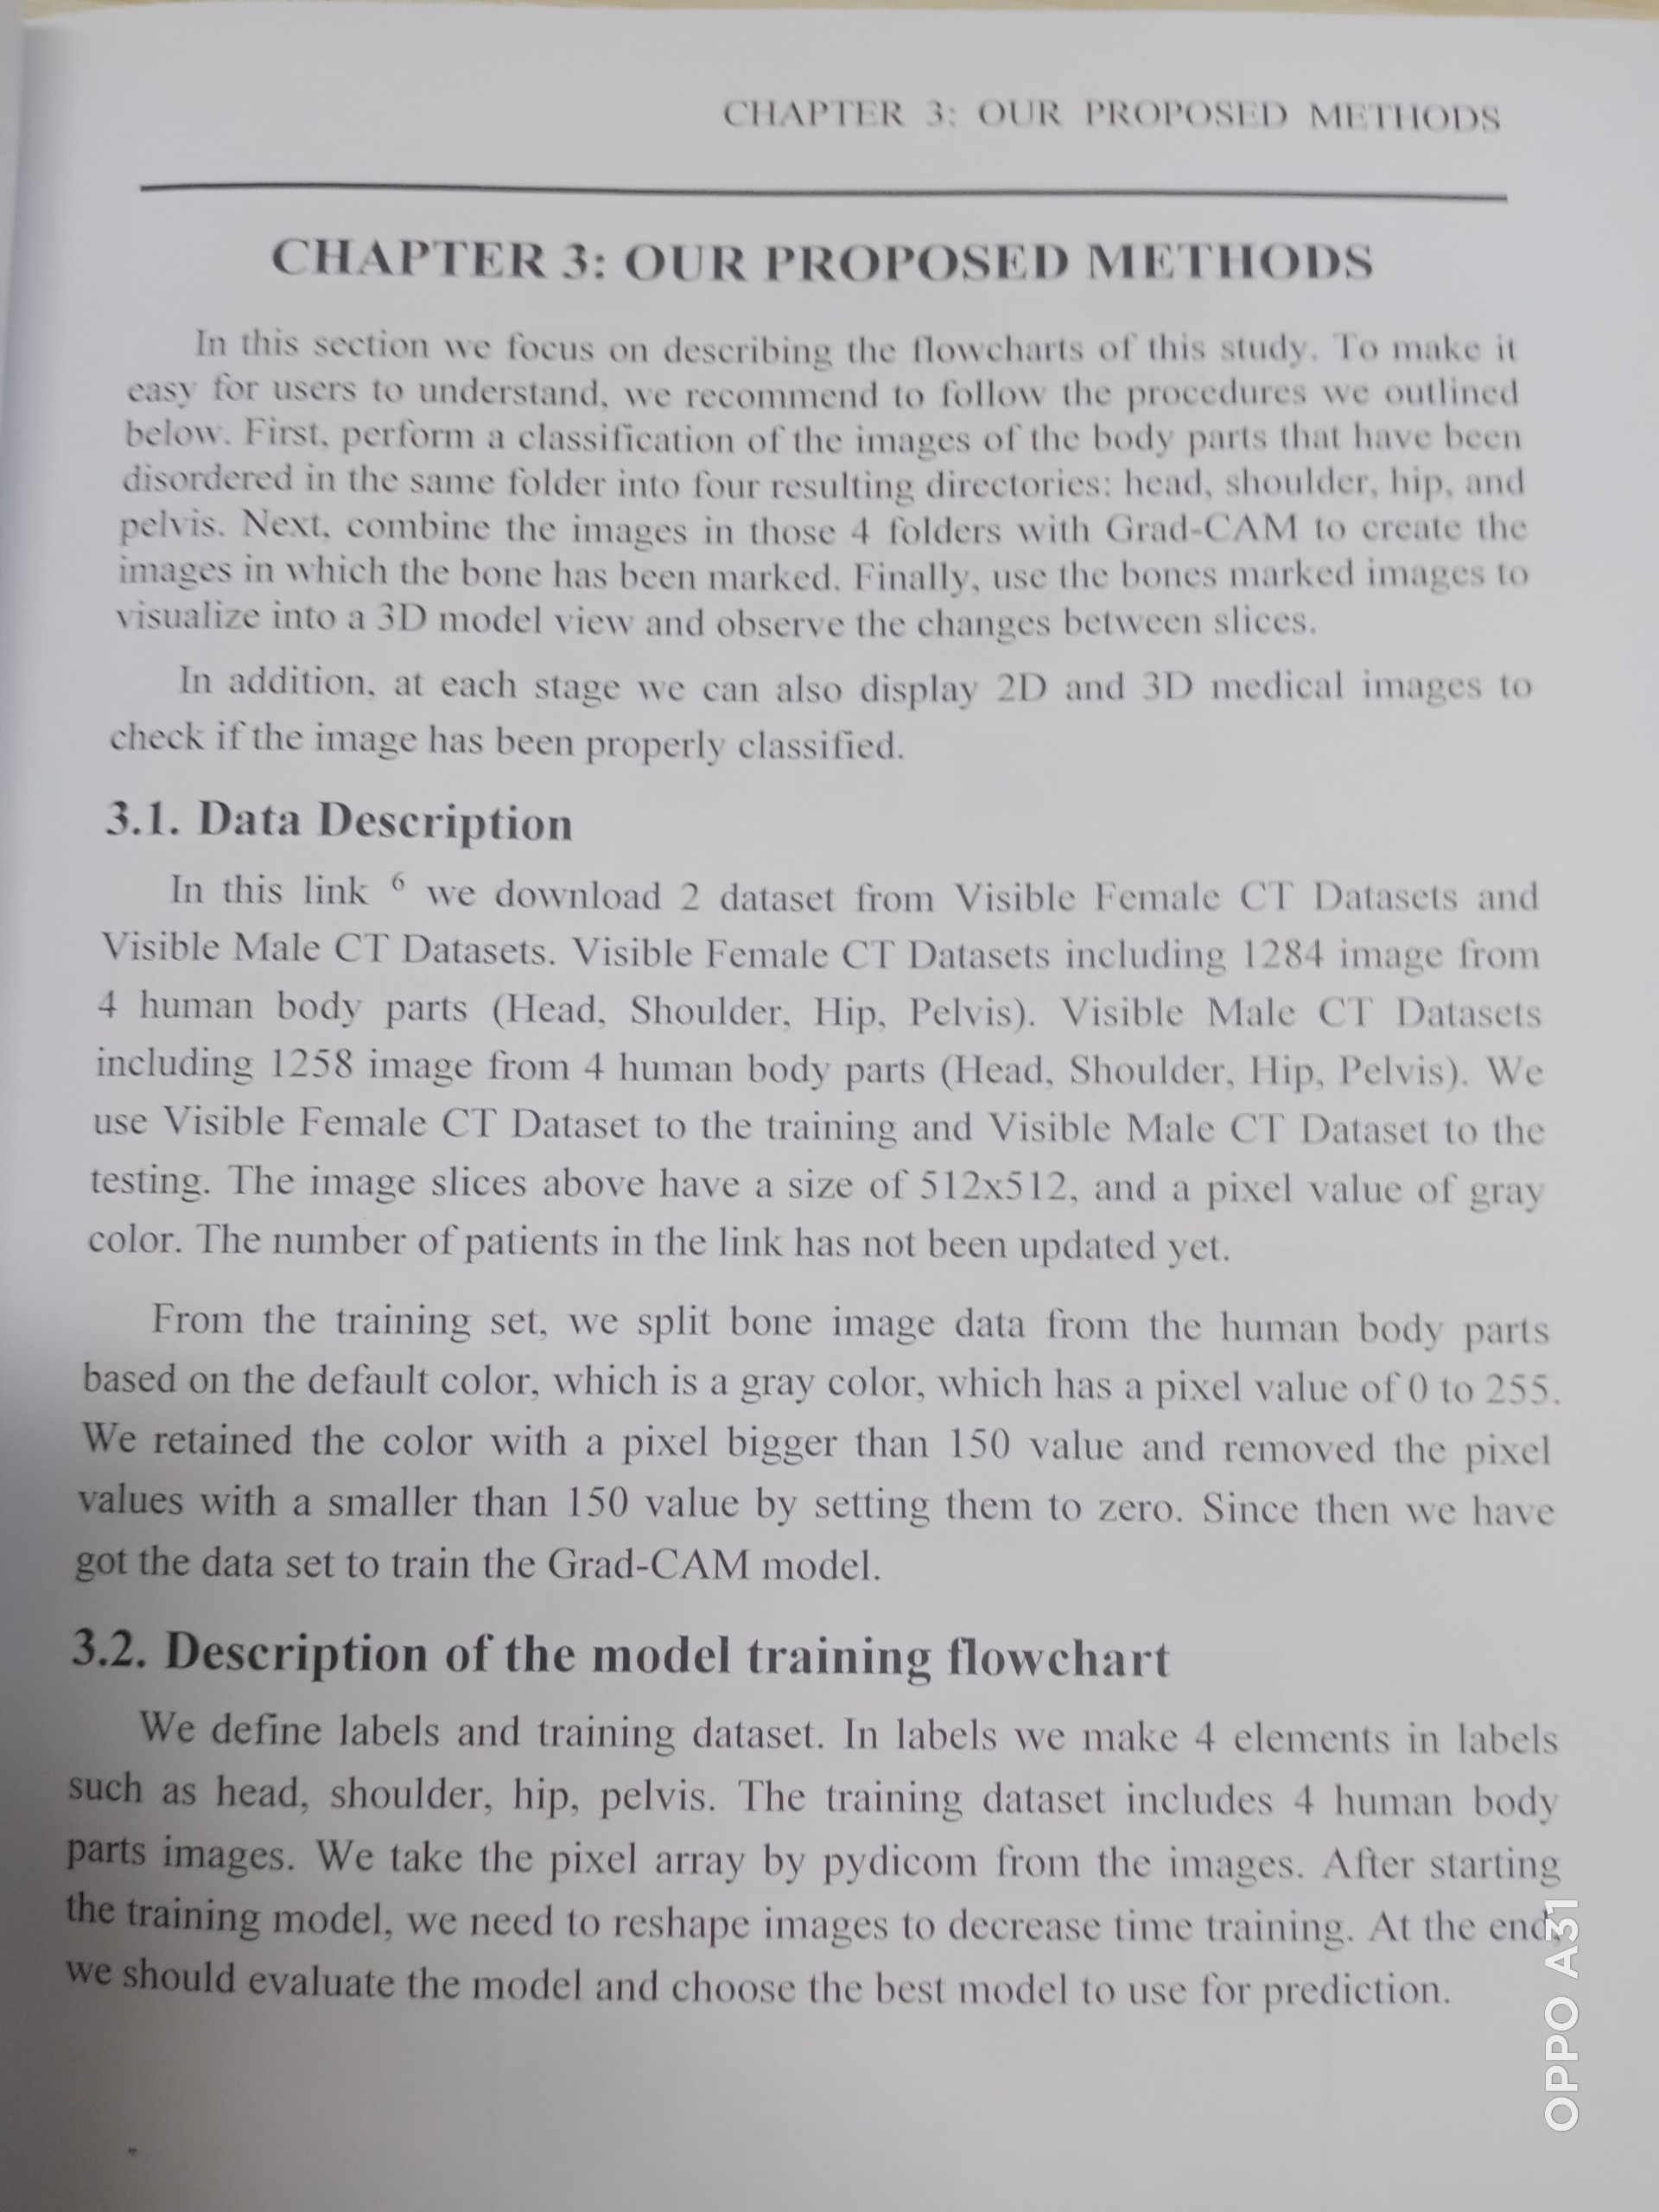 CHAPTER 3: OUR PROPOSED METHODS
CHAPTER 3: OUR PROPOSED METHODS
In this section we focus on describing the flowcharts of this study. To make it
easy for users to understand, we recommend to follow the procedures we outlined
below. First, perform a classification of the images of the body parts that have been
disordered in the same folder into four resulting directories: head, shoulder, hip, and
pelvis. Next, combine the images in those 4 folders with Grad-CAM to create the
images in which the bone has been marked. Finally, use the bones marked images to
visualize into a 3D model view and observe the changes between slices.
In addition, at each stage we can also display 2D and 3D medical images to
check if the image has been properly classified.
3.1. Data Description
In this link 6 we download 2 dataset from Visible Female CT Datasets and
Visible Male CT Datasets. Visible Female CT Datasets including 1284 image from
4 human body parts (Head, Shoulder, Hip, Pelvis). Visible Male CT Datasets
including 1258 image from 4 human body parts (Head, Shoulder, Hip, Pelvis). We
use Visible Female CT Dataset to the training and Visible Male CT Dataset to the
testing. The image slices above have a size of 512x512, and a pixel value of gray
color. The number of patients in the link has not been updated yet.
From the training set, we split bone image data from the human body parts
based on the default color, which is a gray color, which has a pixel value of 0 to 255.
We retained the color with a pixel bigger than 150 value and removed the pixel
values with a smaller than 150 value by setting them to zero. Since then we have
got the data set to train the Grad-CAM model.
3.2. Description of the model training flowchart
We define labels and training dataset. In labels we make 4 elements in labels
such as head, shoulder, hip, pelvis. The training dataset includes 4 human body
parts images. We take the pixel array by pydicom from the images. After starting
the training model, we need to reshape images to decrease time training. At the end,
we should evaluate the model and choose the best model to use for prediction.
OPPO A31